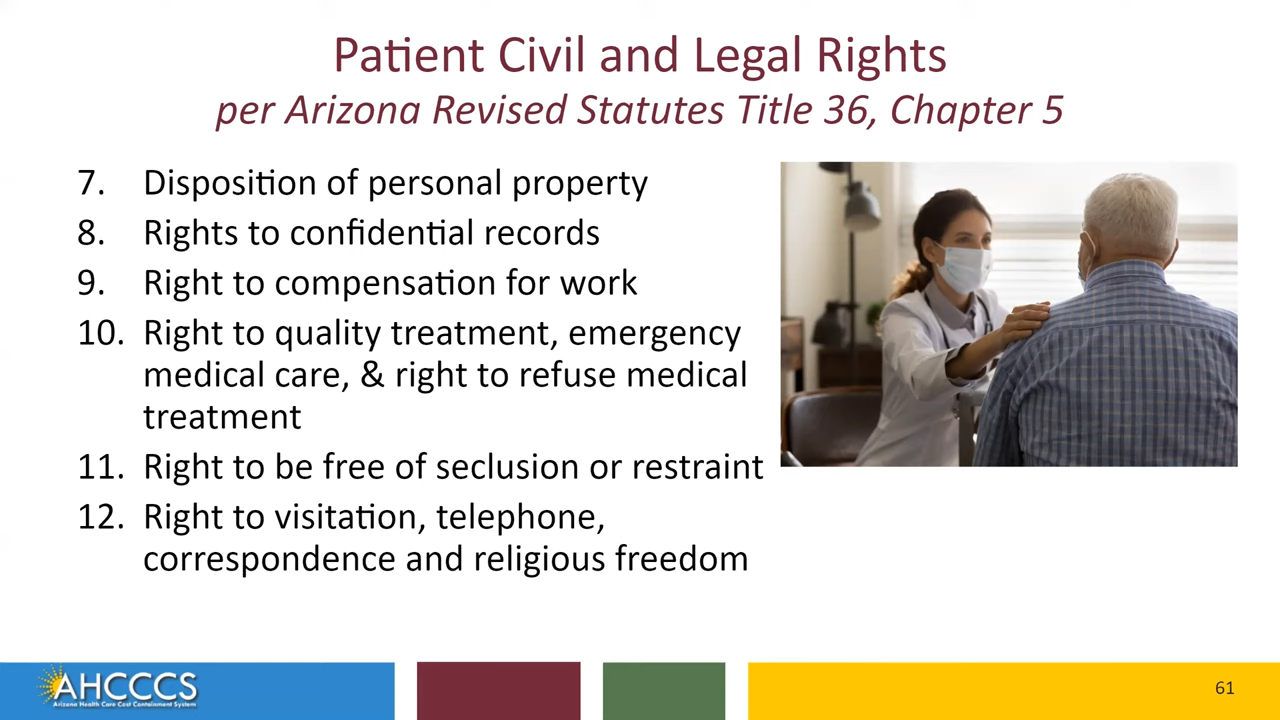 Patient Civil and Legal Rights
per Arizona Revised Statutes Title 36, Chapter 5
7. Disposition of personal property
8. Rights to confidential records
9. Right to compensation for work
10. Right to quality treatment, emergency
medical care, & right to refuse medical
treatment
11. Right to be free of seclusion or restraint
12. Right to visitation, telephone,
correspondence and religious freedom
AHCCCS
Arizona Health Care Cost Containment System
61